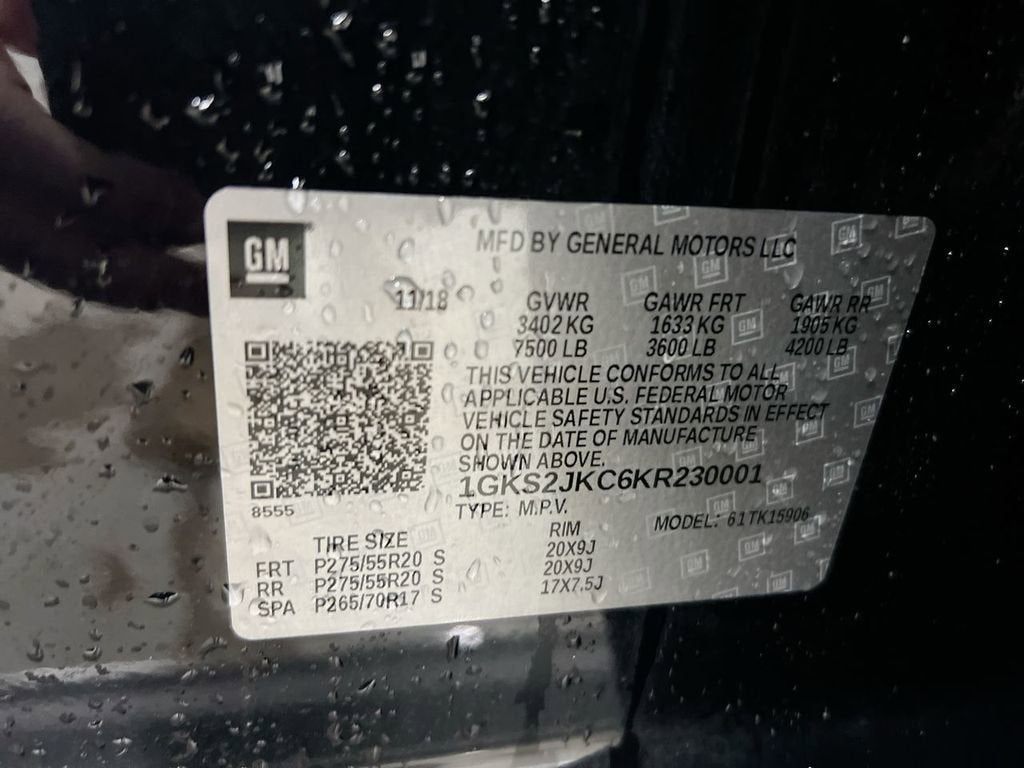 GM
MFD BY GENERAL MOTORS LLC
11/18 GVWR GAWR FRT GAWR RR
3402 KG 1633 KG 1905 KG
7500 LB 3600 LB 4200 LB
THIS VEHICLE CONFORMS TO ALL
APPLICABLE U.S. FEDERAL MOTOR
VEHICLE SAFETY STANDARDS IN EFFECT
ON THE DATE OF MANUFACTURE
SHOWN ABOVE.
1GKS2JKC6KR230001
8555 TYPE: M.P.V. MODEL: 61TK15906
TIRE SIZE RIM
FRT P275/55R20 S 20X9J
RR P275/55R20 S 20X9J
SPA P265/70R17 S 17X7.5J